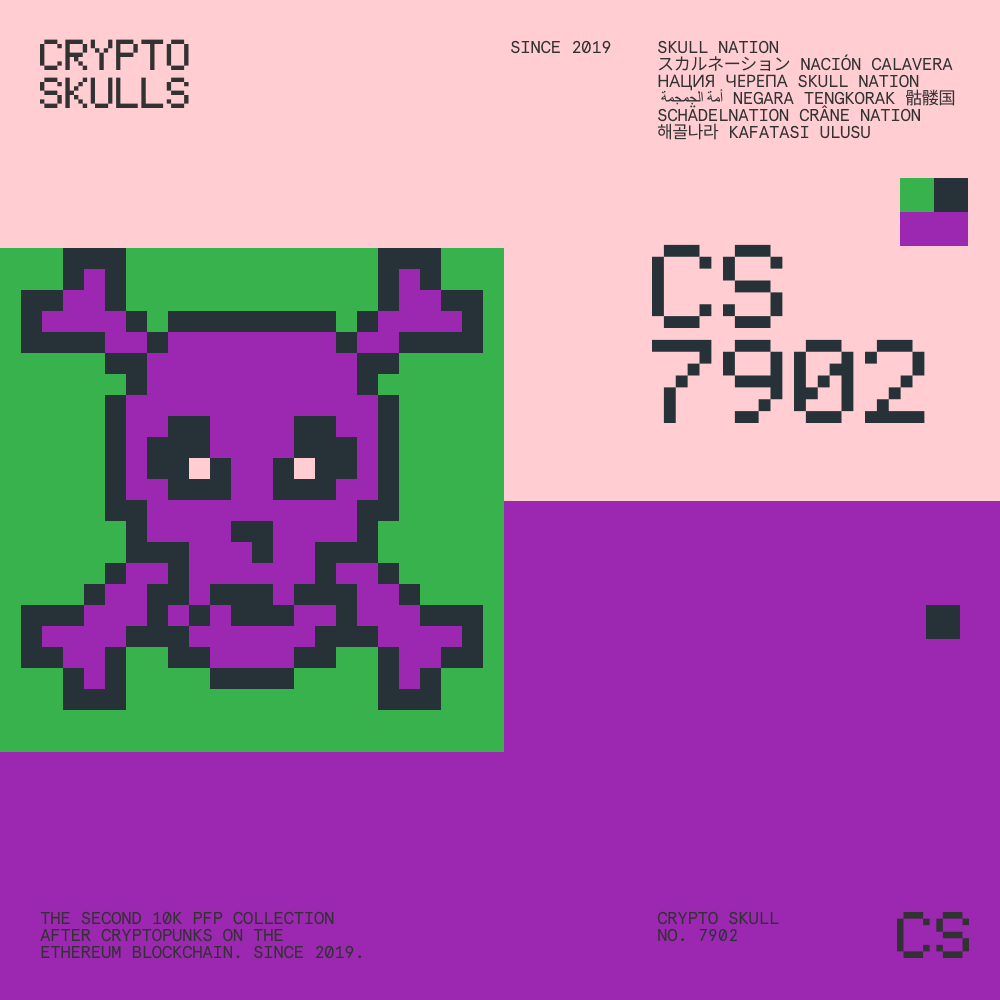 CRYPTO
SKULLS
SINCE 2019
SKULL NATION
スカルネーション NACIÓN CALAVERA
НАЦИЯ ЧЕРЕПА SKULL NATION
أمة الجمجمة NEGARA TENGKORAK 骷髅国
SCHÄDELNATION CRÂNE NATION
해골나라 KAFATASI ULUSU
CS
7902
THE SECOND 10K PFP COLLECTION
AFTER CRYPTOPUNKS ON THE
ETHEREUM BLOCKCHAIN. SINCE 2019.
CRYPTO SKULL
NO. 7902
CS